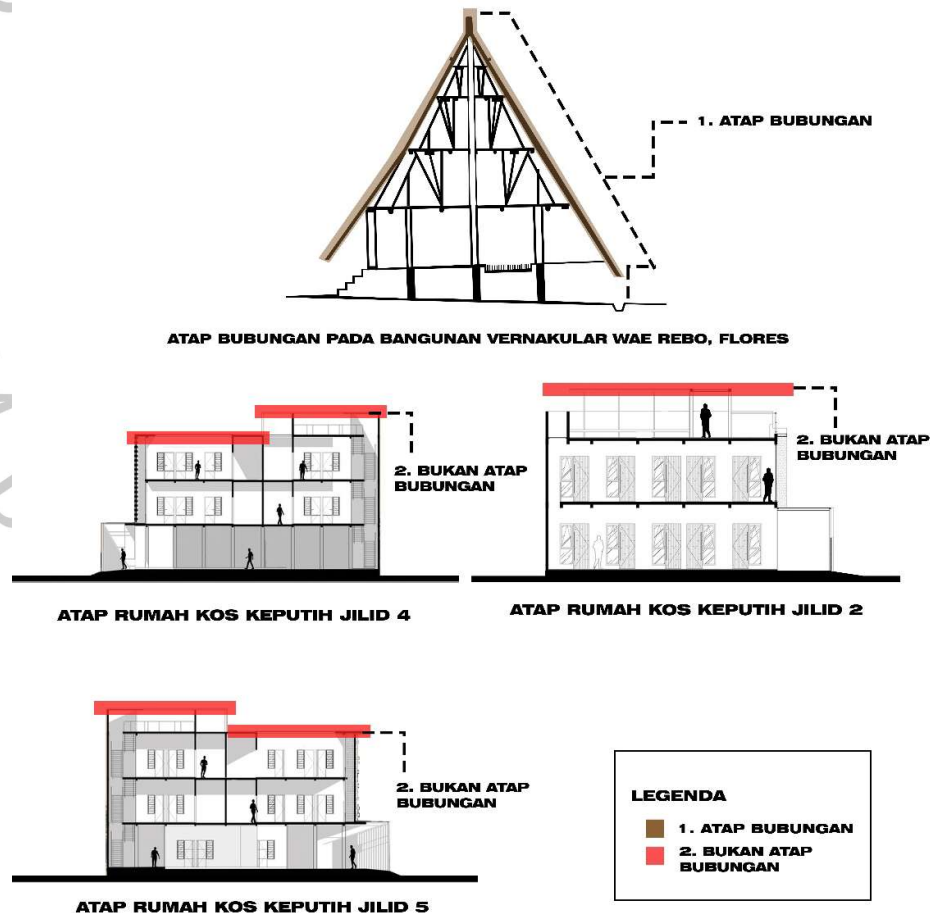 1. ATAP BUBUNGAN
ATAP BUBUNGAN PADA BANGUNAN VERNAKULAR WAE REBO, FLORES
2. BUKAN ATAP
BUBUNGAN
2. BUKAN ATAP
BUBUNGAN
ATAP RUMAH KOS KEPUTIH JILID 4
ATAP RUMAH KOS KEPUTIH JILID 2
2. BUKAN ATAP
BUBUNGAN
ATAP RUMAH KOS KEPUTIH JILID 5
LEGENDA
1. ATAP BUBUNGAN
2. BUKAN ATAP
BUBUNGAN